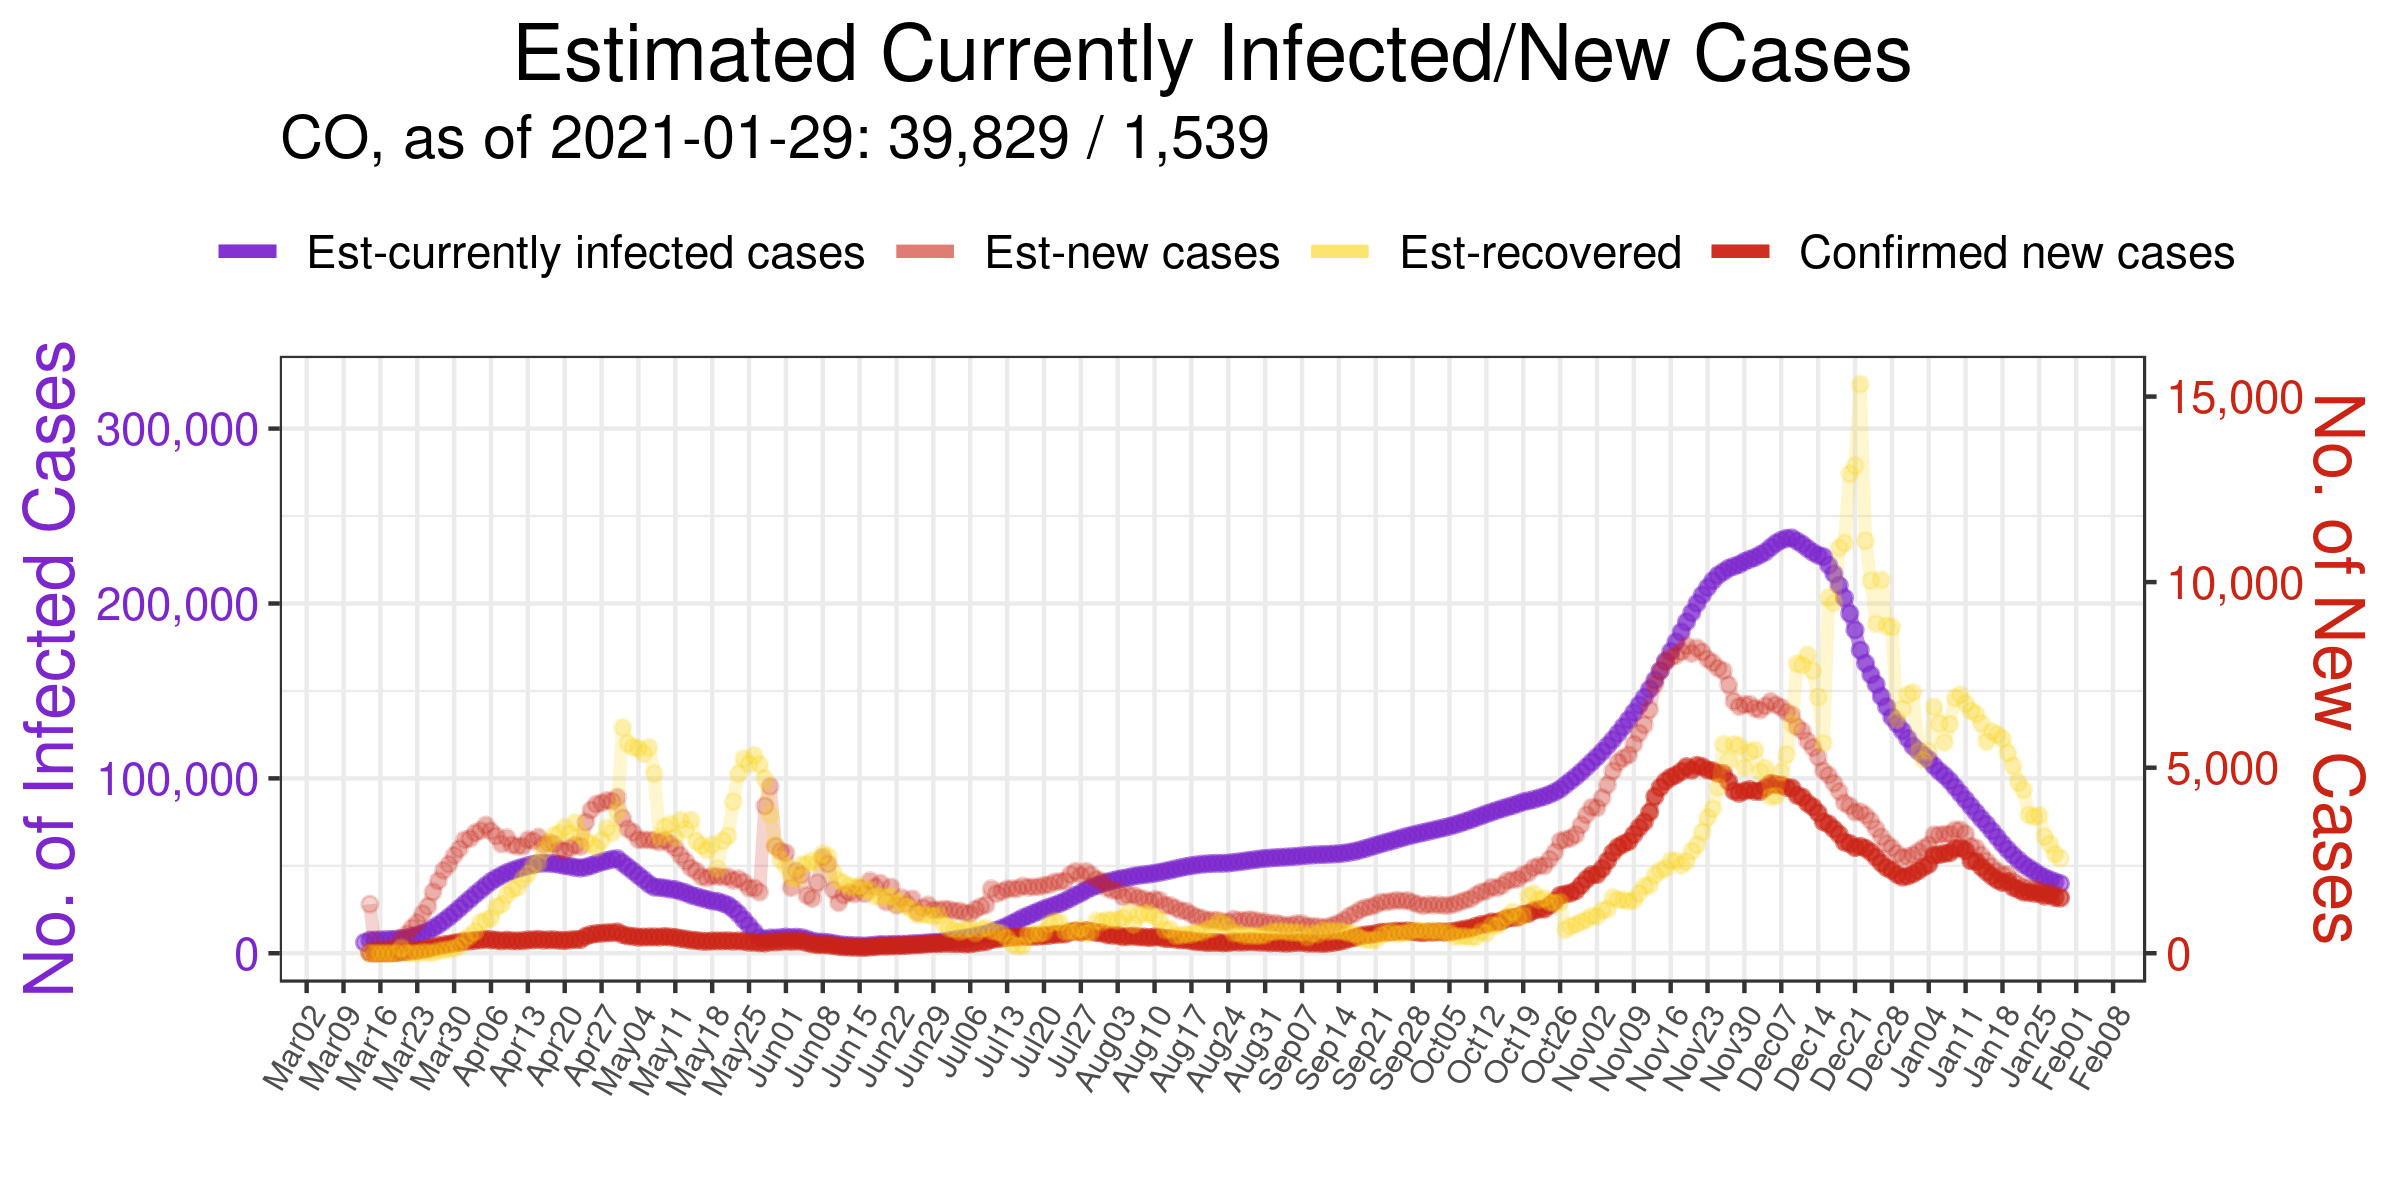 Estimated Currently Infected/New Cases
CO, as of 2021-01-29: 39,829 / 1,539
Est-currently infected cases
Est-new cases
Est-recovered
Confirmed new cases
No. of Infected Cases
300,000
200,000
100,000
0
15,000
10,000
5,000
0
No. of New Cases
Mar02
Mar09
Mar16
Mar23
Mar30
Apr06
Apr13
Apr20
Apr27
May04
May11
May18
May25
Jun01
Jun08
Jun15
Jun22
Jun29
Jul06
Jul13
Jul20
Jul27
Aug03
Aug10
Aug17
Aug24
Aug31
Sep07
Sep14
Sep21
Sep28
Oct05
Oct12
Oct19
Oct26
Nov02
Nov09
Nov16
Nov23
Nov30
Dec07
Dec14
Dec21
Dec28
Jan04
Jan11
Jan18
Jan25
Feb01
Feb08